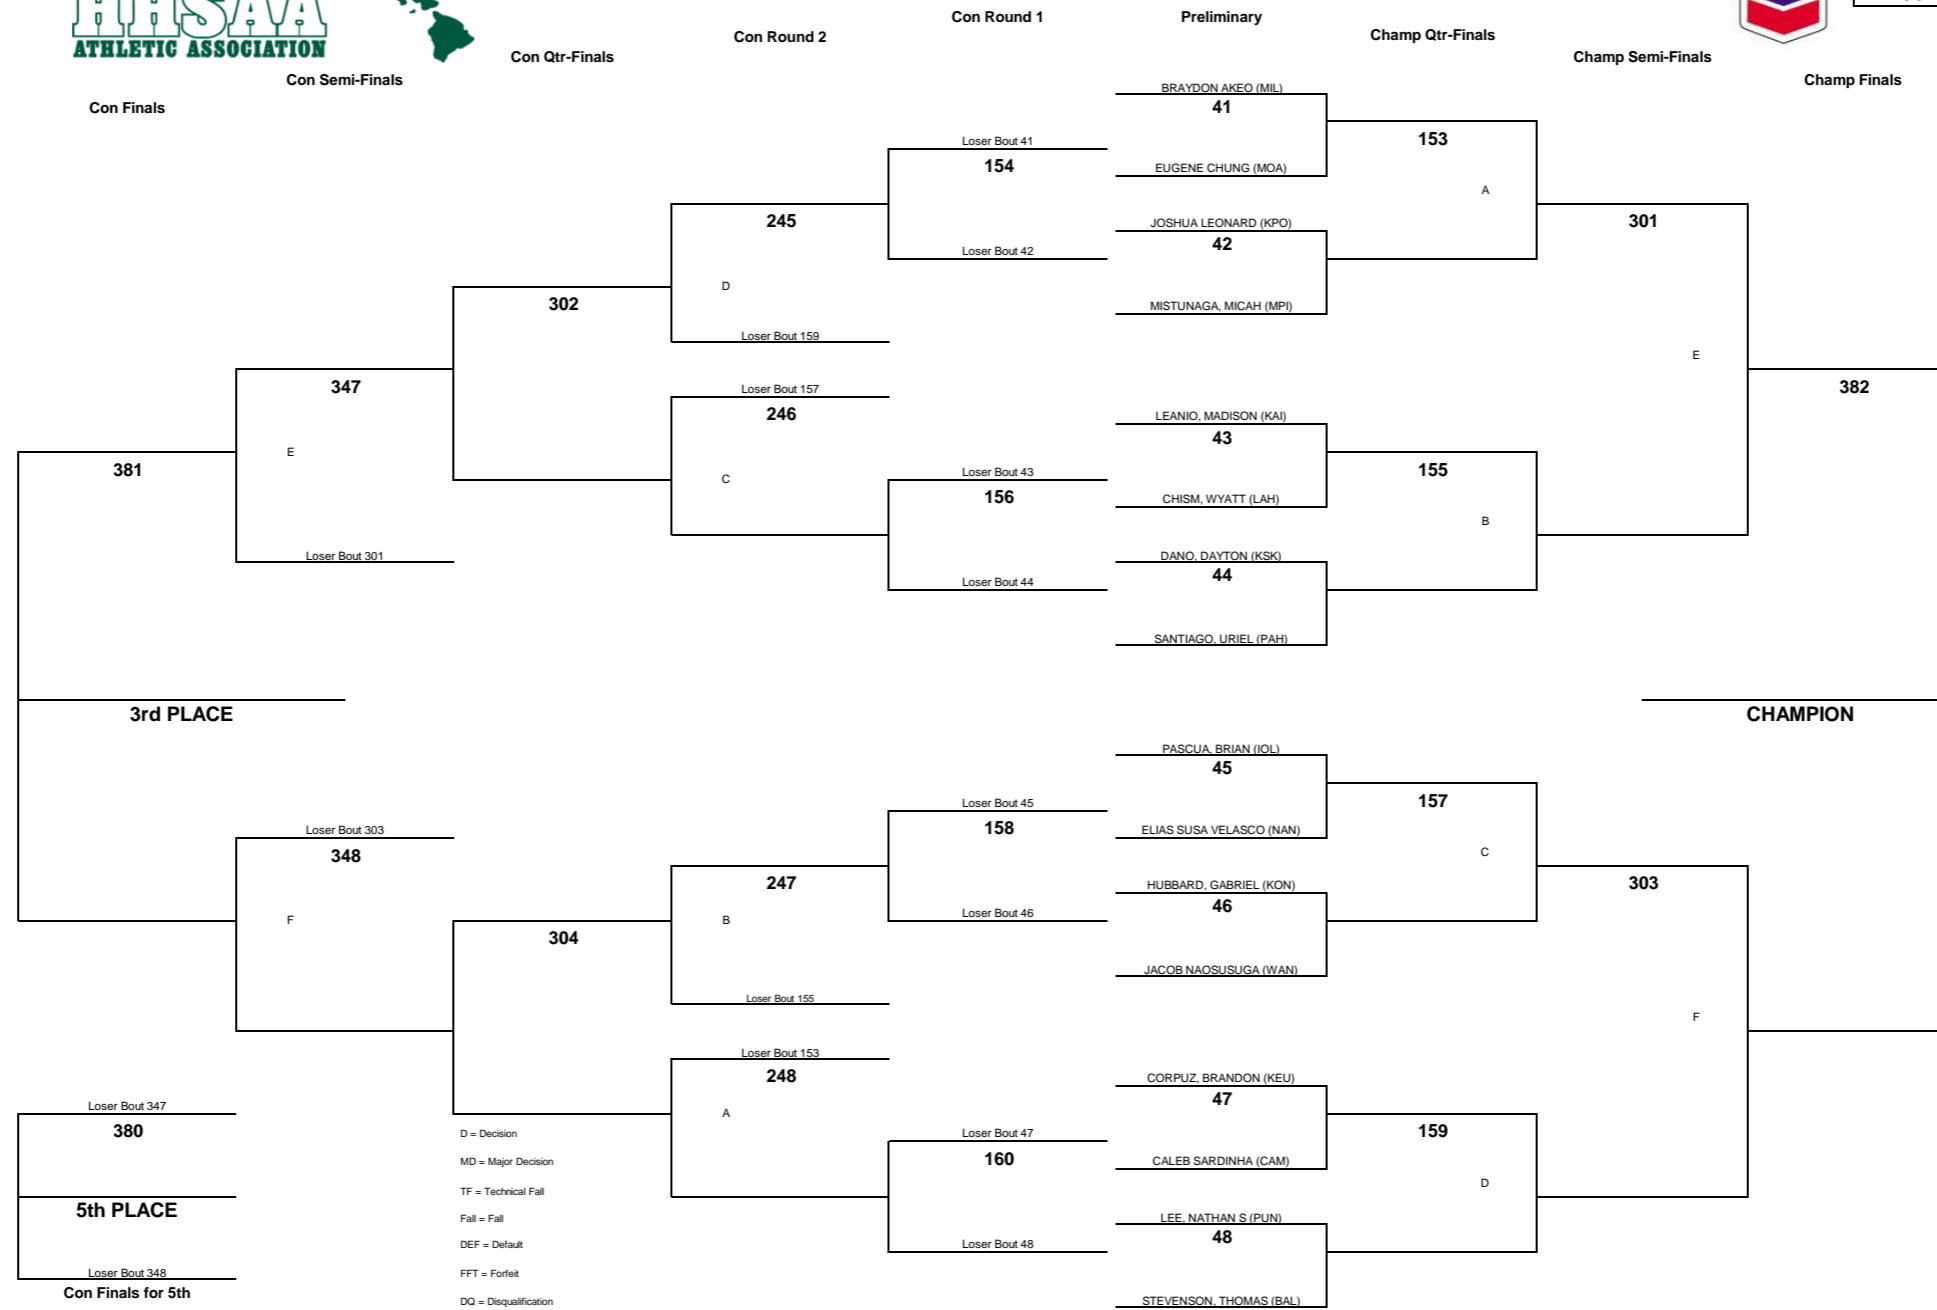 HHSAA
ATHLETIC ASSOCIATION
Con Finals
Con Semi-Finals
Con Qtr-Finals
Con Round 2
Con Round 1
Preliminary
Champ Qtr-Finals
Champ Semi-Finals
Champ Finals
BRAYDON AKEO (MIL)
41
EUGENE CHUNG (MOA)
JOSHUA LEONARD (KPO)
42
MISTUNAGA, MICAH (MPI)
LEANIO, MADISON (KAI)
43
CHISM, WYATT (LAH)
DANO, DAYTON (KSK)
44
SANTIAGO, URIEL (PAH)
PASCUA, BRIAN (IOL)
45
ELIAS SUSA VELASCO (NAN)
HUBBARD, GABRIEL (KON)
46
JACOB NAOSUSUGA (WAN)
CORPUZ, BRANDON (KEU)
47
CALEB SARDINHA (CAM)
LEE, NATHAN S (PUN)
48
STEVENSON, THOMAS (BAL)
153
A
155
B
157
C
159
D
301
E
303
F
382
CHAMPION
Loser Bout 41
154
Loser Bout 42
Loser Bout 43
156
Loser Bout 44
Loser Bout 45
158
Loser Bout 46
Loser Bout 47
160
Loser Bout 48
245
D
Loser Bout 159
Loser Bout 157
246
C
247
B
Loser Bout 155
Loser Bout 153
248
A
302
304
347
E
Loser Bout 301
Loser Bout 303
348
F
381
3rd PLACE
Loser Bout 347
380
5th PLACE
Loser Bout 348
Con Finals for 5th
D = Decision
MD = Major Decision
TF = Technical Fall
Fall = Fall
DEF = Default
FFT = Forfeit
DQ = Disqualification